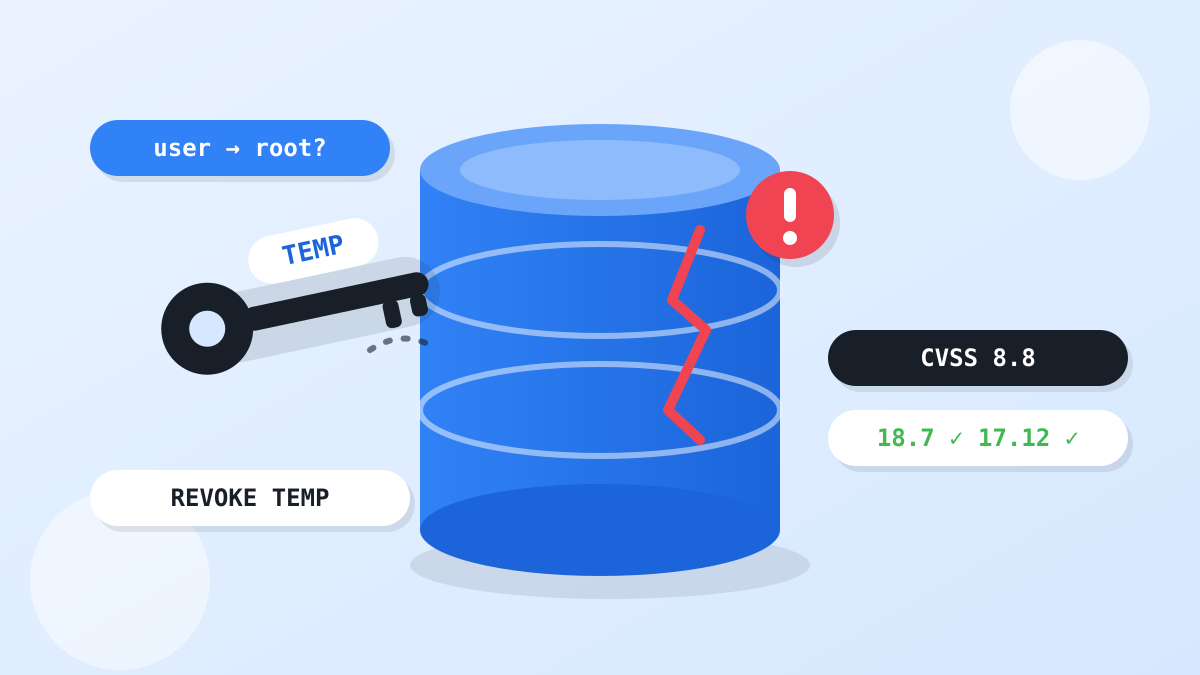 user → root?
TEMP
CVSS 8.8
18.7 ✓ 17.12 ✓
REVOKE TEMP